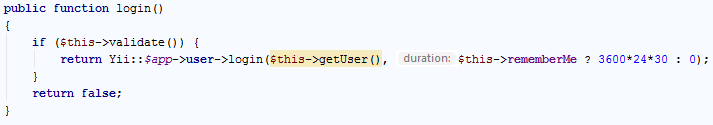 public function login()
{
if ($this->validate()) {
return Yii::$app->user->login($this->getUser(), duration: $this->rememberMe ? 3600*24*30 : 0);
}
return false;
}